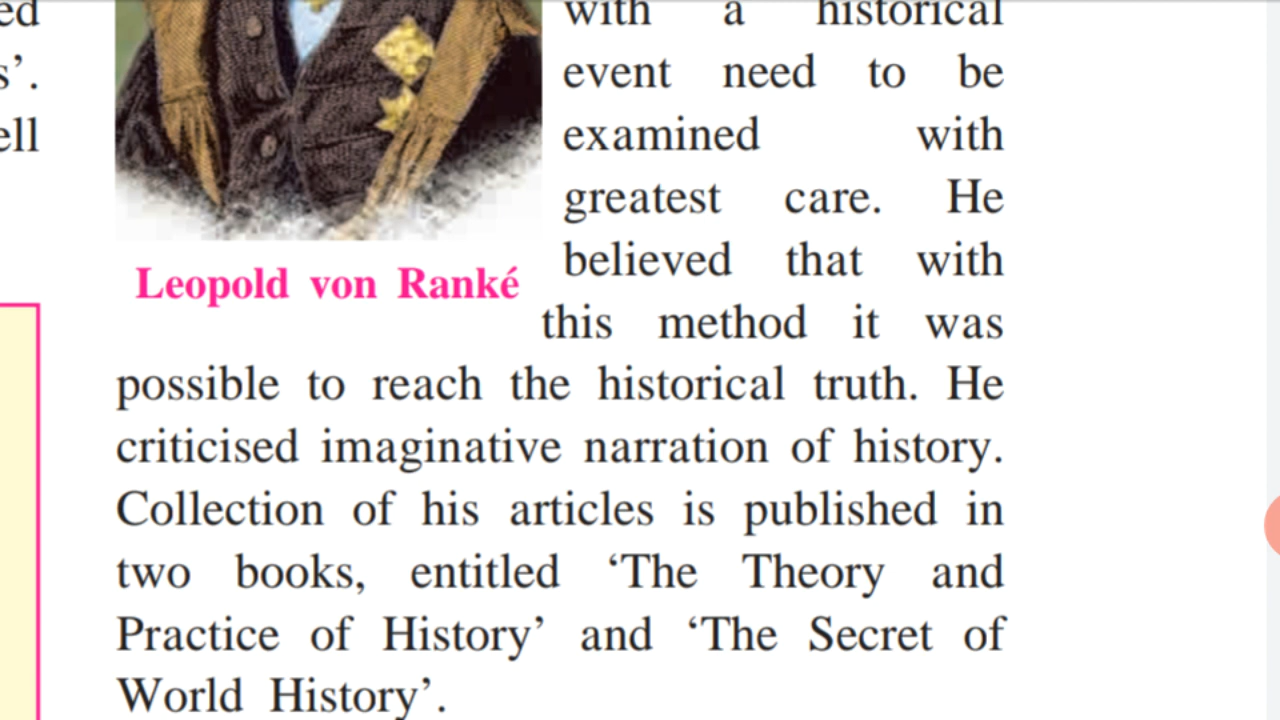 ed
s’.
ell
Leopold von Ranké
with a historical
event need to be
examined with
greatest care. He
believed that with
this method it was
possible to reach the historical truth. He
criticised imaginative narration of history.
Collection of his articles is published in
two books, entitled ‘The Theory and
Practice of History’ and ‘The Secret of
World History’.